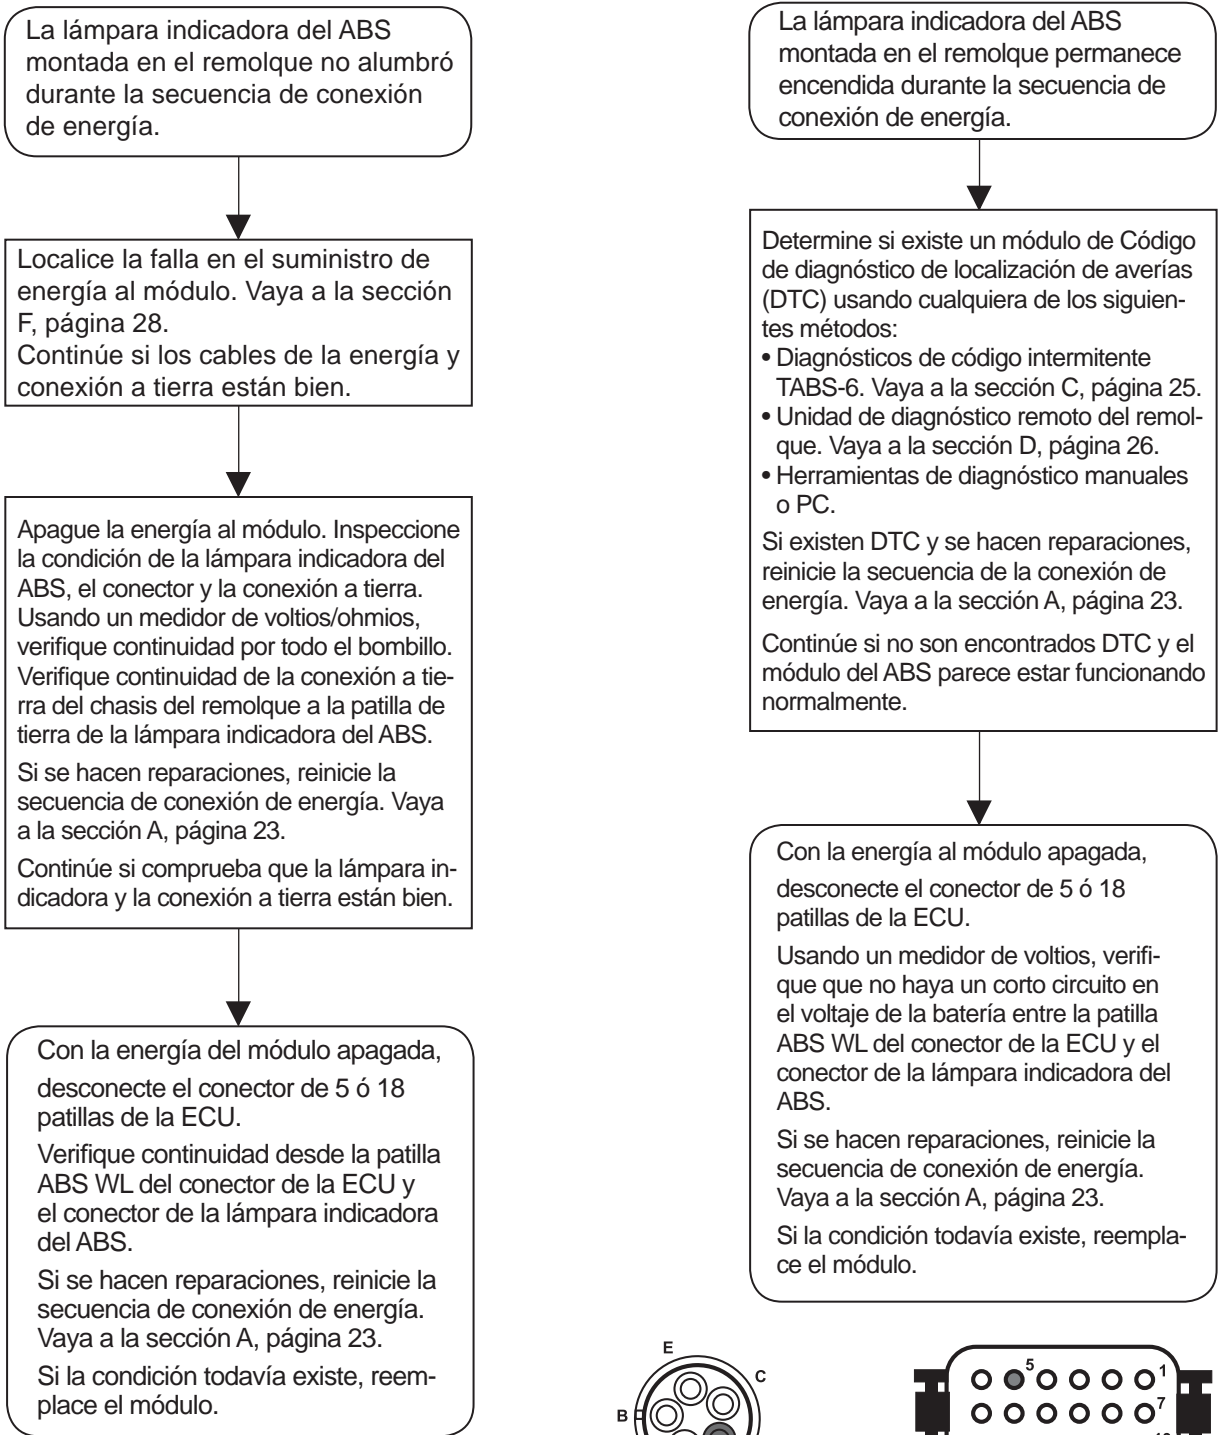 La lámpara indicadora del ABS
montada en el remolque no alumbró
durante la secuencia de conexión
de energía.
Localice la falla en el suministro de
energía al módulo. Vaya a la sección
F, página 28.
Continúe si los cables de la energía y
conexión a tierra están bien.
Apague la energía al módulo. Inspeccione
la condición de la lámpara indicadora del
ABS, el conector y la conexión a tierra.
Usando un medidor de voltios/ohmios,
verifique continuidad por todo el bombillo.
Verifique continuidad de la conexión a tie-
rra del chasis del remolque a la patilla de
tierra de la lámpara indicadora del ABS.
Si se hacen reparaciones, reinicie la
secuencia de conexión de energía. Vaya
a la sección A, página 23.
Continúe si comprueba que la lámpara in-
dicadora y la conexión a tierra están bien.
Con la energía del módulo apagada,
desconecte el conector de 5 ó 18
patillas de la ECU.
Verifique continuidad desde la patilla
ABS WL del conector de la ECU y
el conector de la lámpara indicadora
del ABS.
Si se hacen reparaciones, reinicie la
secuencia de conexión de energía.
Vaya a la sección A, página 23.
Si la condición todavía existe, reem-
place el módulo.
La lámpara indicadora del ABS
montada en el remolque permanece
encendida durante la secuencia de
conexión de energía.
Determine si existe un módulo de Código
de diagnóstico de localización de averías
(DTC) usando cualquiera de los siguien-
tes métodos:
• Diagnósticos de código intermitente
TABS-6. Vaya a la sección C, página 25.
• Unidad de diagnóstico remoto del remol-
que. Vaya a la sección D, página 26.
• Herramientas de diagnóstico manuales
o PC.
Si existen DTC y se hacen reparaciones,
reinicie la secuencia de la conexión de
energía. Vaya a la sección A, página 23.
Continúe si no son encontrados DTC y el
módulo del ABS parece estar funcionando
normalmente.
Con la energía al módulo apagada,
desconecte el conector de 5 ó 18
patillas de la ECU.
Usando un medidor de voltios, verifi-
que que no haya un corto circuito en
el voltaje de la batería entre la patilla
ABS WL del conector de la ECU y el
conector de la lámpara indicadora del
ABS.
Si se hacen reparaciones, reinicie la
secuencia de conexión de energía.
Vaya a la sección A, página 23.
Si la condición todavía existe, reempla-
ce el módulo.
E
C
B
5
1
7